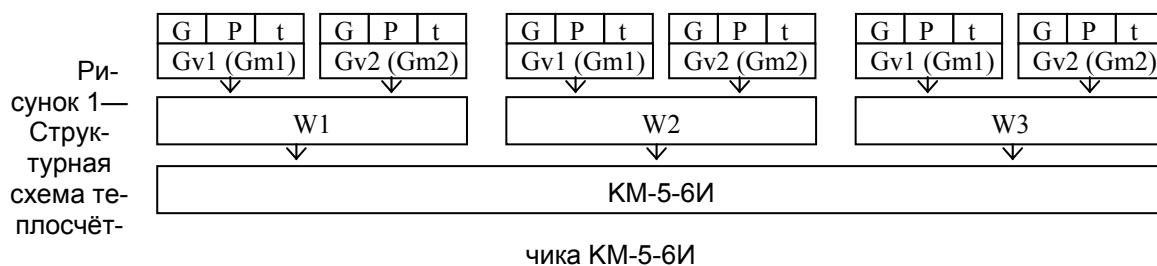 G P t G P t G P t G P t G P t G P t
Gv1 (Gm1) Gv2 (Gm2) Gv1 (Gm1) Gv2 (Gm2) Gv1 (Gm1) Gv2 (Gm2)
W1 W2 W3
КМ-5-6И
Ри-
сунок 1—
Струк-
турная
схема те-
плосчёт-
чика КМ-5-6И